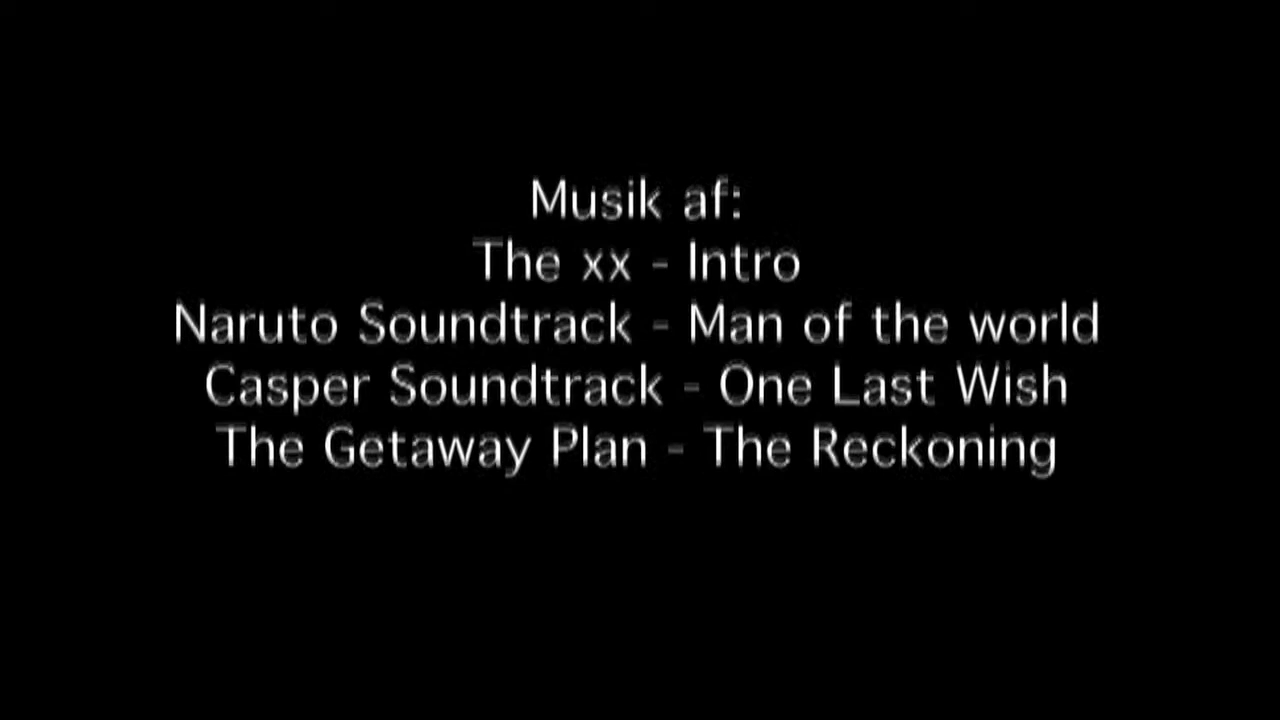 Musik af:
The xx - Intro
Naruto Soundtrack - Man of the world
Casper Soundtrack - One Last Wish
The Getaway Plan - The Reckoning